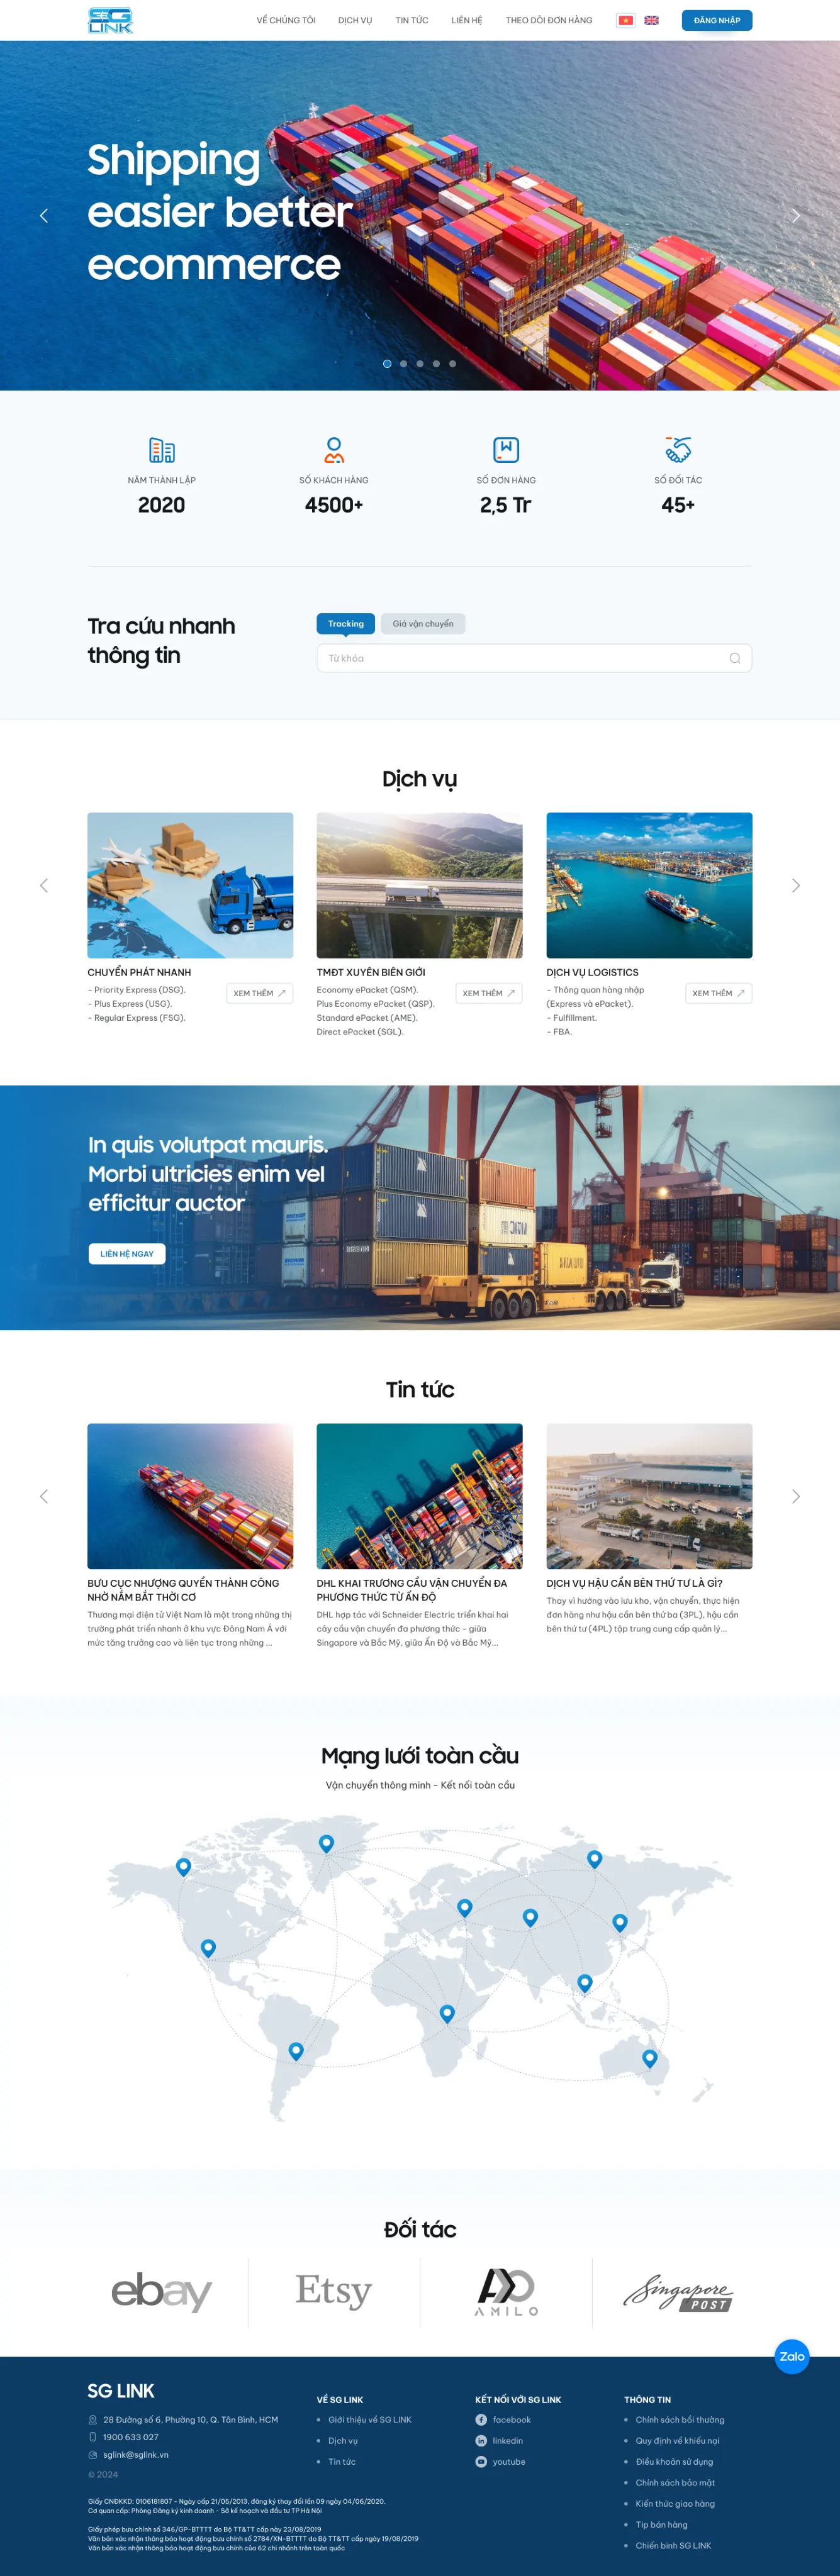 SG
LINK
VỀ CHÚNG TÔI
DỊCH VỤ
TIN TỨC
LIÊN HỆ
THEO DÕI ĐƠN HÀNG
ĐĂNG NHẬP
Shipping
easier better
ecommerce
NĂM THÀNH LẬP
2020
SỐ KHÁCH HÀNG
4500+
SỐ ĐƠN HÀNG
2,5 Tr
SỐ ĐỐI TÁC
45+
Tra cứu nhanh
thông tin
Tracking
Giá vận chuyển
Từ khóa
Dịch vụ
CHUYỂN PHÁT NHANH
- Priority Express (DSG).
- Plus Express (USG).
- Regular Express (FSG).
XEM THÊM
TMĐT XUYÊN BIÊN GIỚI
Economy ePacket (QSM).
Plus Economy ePacket (QSP).
Standard ePacket (AME).
Direct ePacket (SGL).
XEM THÊM
DỊCH VỤ LOGISTICS
- Thông quan hàng nhập
(Express và ePacket).
- Fulfillment.
- FBA.
XEM THÊM
In quis volutpat mauris.
Morbi ultricies enim vel
efficitur auctor
LIÊN HỆ NGAY
Tin tức
BƯU CỤC NHƯỢNG QUYỀN THÀNH CÔNG
NHỜ NẮM BẮT THỜI CƠ
Thương mại điện tử Việt Nam là một trong những thị
trường phát triển nhanh ở khu vực Đông Nam Á với
mức tăng trưởng cao và liên tục trong những ...
DHL KHAI TRƯƠNG CẦU VẬN CHUYỂN ĐA
PHƯƠNG THỨC TỪ ẤN ĐỘ
DHL hợp tác với Schneider Electric triển khai hai
cây cầu vận chuyển đa phương thức - giữa
Singapore và Bắc Mỹ, giữa Ấn Độ và Bắc Mỹ...
DỊCH VỤ HẬU CẦN BÊN THỨ TƯ LÀ GÌ?
Thay vì hướng vào lưu kho, vận chuyển, thực hiện
đơn hàng như hậu cần bên thứ ba (3PL), hậu cần
bên thứ tư (4PL) tập trung cung cấp quản lý...
Mạng lưới toàn cầu
Vận chuyển thông minh - Kết nối toàn cầu
Đối tác
ebay
Etsy
AMILO
Singapore
POST
Zalo
SG LINK
28 Đường số 6, Phường 10, Q. Tân Bình, HCM
1900 633 027
sglink@sglink.vn
© 2024
Giấy CNĐKKD: 0106181807 - Ngày cấp 21/05/2013, đăng ký thay đổi lần 09 ngày 04/06/2020.
Cơ quan cấp: Phòng Đăng ký kinh doanh - Sở kế hoạch và đầu tư TP Hà Nội
Giấy phép bưu chính số 346/GP-BTTTT do Bộ TT&TT cấp này 23/08/2019
Văn bản xác nhận thông báo hoạt động bưu chính số 2784/XN-BTTTT do Bộ TT&TT cấp ngày 19/08/2019
Văn bản xác nhận thông báo hoạt động bưu chính của 62 chi nhánh trên toàn quốc
VỀ SG LINK
Giới thiệu về SG LINK
Dịch vụ
Tin tức
KẾT NỐI VỚI SG LINK
facebook
linkedin
youtube
THÔNG TIN
Chính sách bồi thường
Quy định về khiếu nại
Điều khoản sử dụng
Chính sách bảo mật
Kiến thức giao hàng
Tip bán hàng
Chiến binh SG LINK